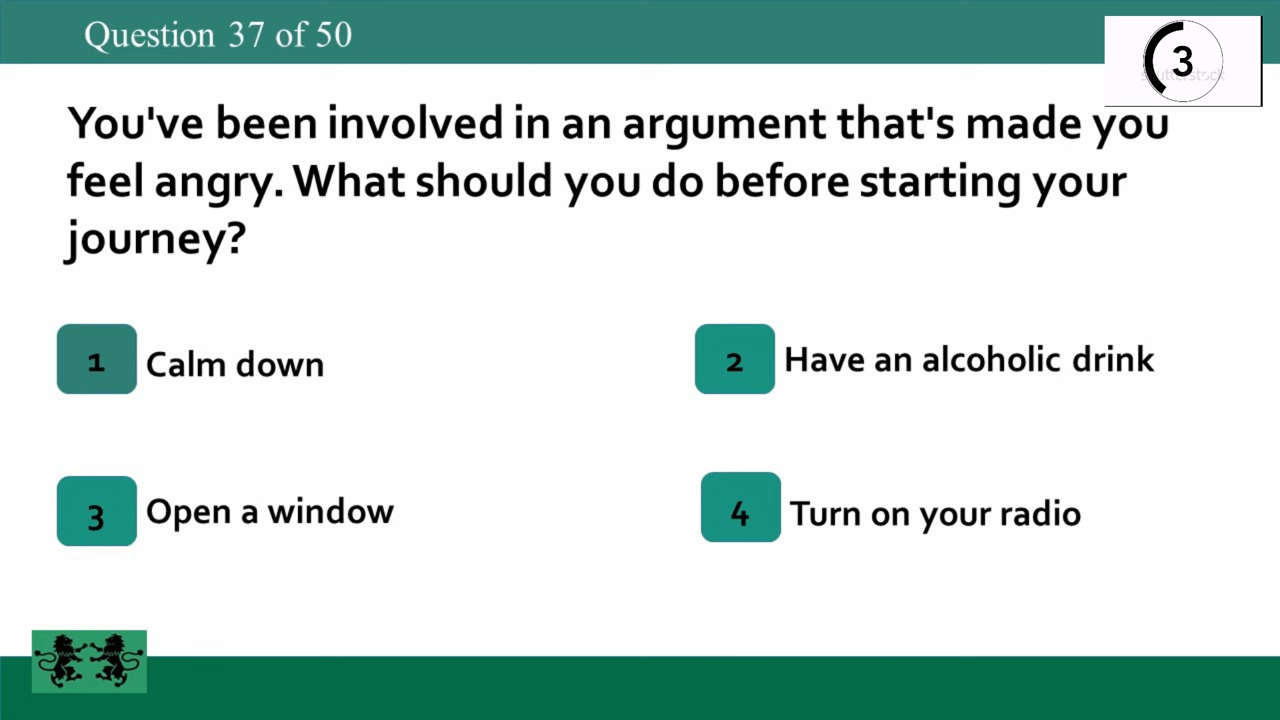 Question 37 of 50
3
shutterstock
You've been involved in an argument that's made you
feel angry. What should you do before starting your
journey?
1 Calm down
2 Have an alcoholic drink
3 Open a window
4 Turn on your radio